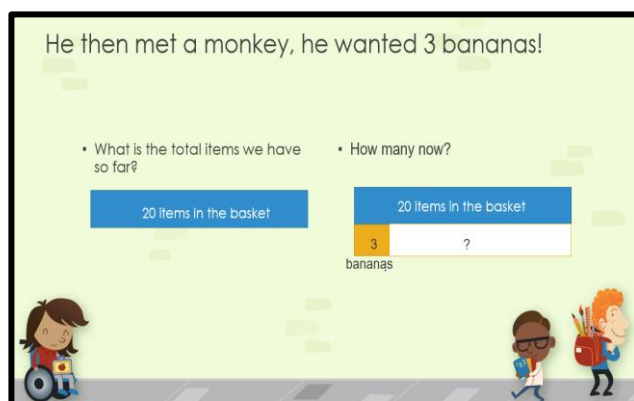 He then met a monkey, he wanted 3 bananas!
• What is the total items we have
so far?
20 items in the basket
• How many now?
20 items in the basket
3
?
bananas